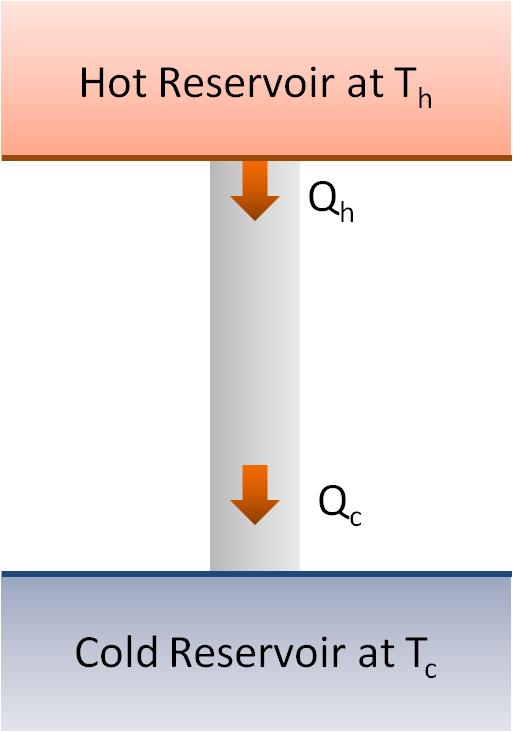 Hot Reservoir at Th
Qh
Qc
Cold Reservoir at Tc